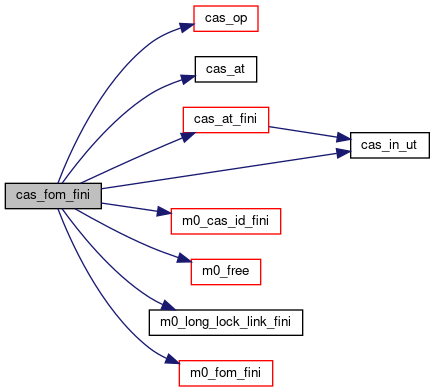 cas_op
cas_at
cas_at_fini
cas_in_ut
cas_fom_fini
m0_cas_id_fini
m0_free
m0_long_lock_link_fini
m0_fom_fini